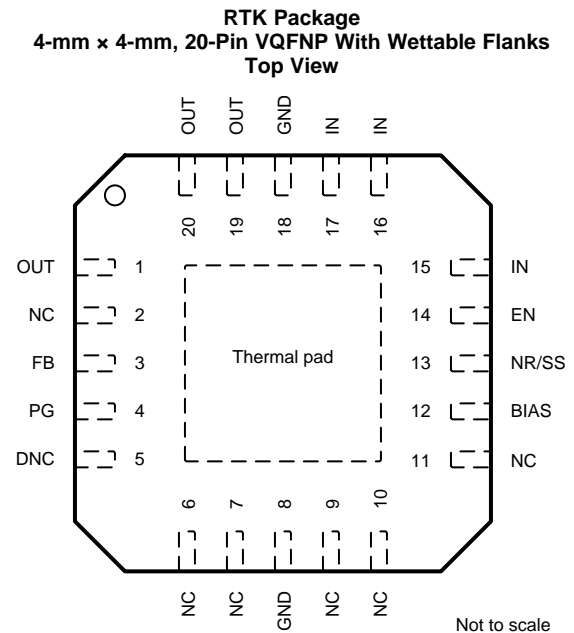 RTK Package
4-mm × 4-mm, 20-Pin VQFNP With Wettable Flanks
Top View
OUT OUT GND IN IN
20 19 18 17 16
OUT 1 15 IN
NC 2 14 EN
FB 3 Thermal pad 13 NR/SS
PG 4 12 BIAS
DNC 5 11 NC
6 7 8 9 10
NC NC GND NC NC
Not to scale